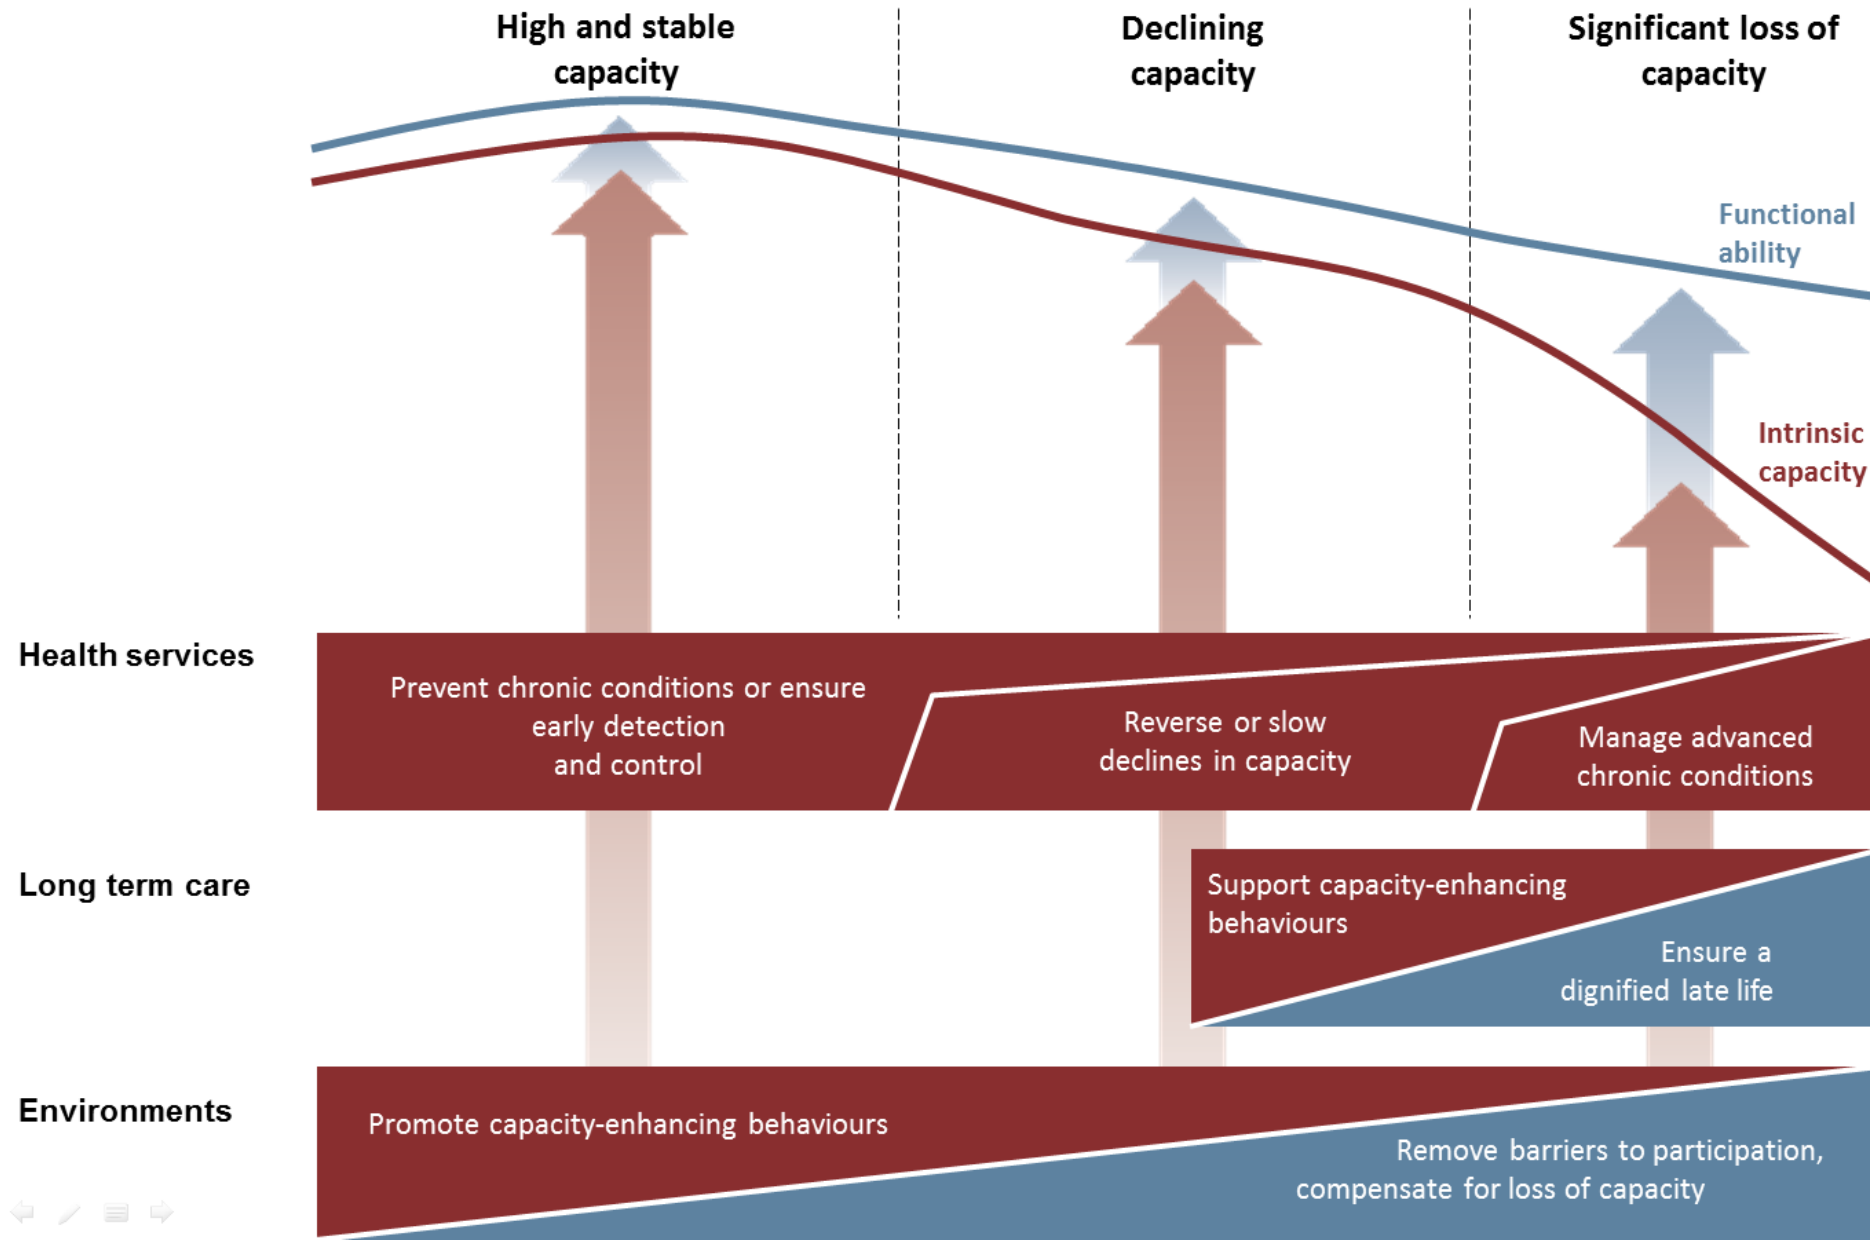 High and stable
capacity
Declining
capacity
Significant loss of
capacity
Functional
ability
Intrinsic
capacity
Health services
Prevent chronic conditions or ensure
early detection
and control
Reverse or slow
declines in capacity
Manage advanced
chronic conditions
Long term care
Support capacity-enhancing
behaviours
Ensure a
dignified late life
Environments
Promote capacity-enhancing behaviours
Remove barriers to participation,
compensate for loss of capacity